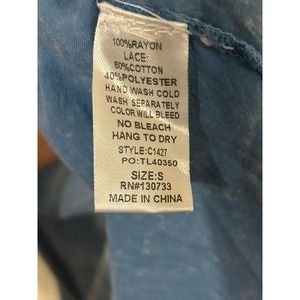 100%RAYON
LACE:
60%COTTON
40%POLYESTER
HAND WASH COLD
WASH SEPARATELY
COLOR WILL BLEED
NO BLEACH
HANG TO DRY
STYLE:C1427
PO:TL40350
SIZE:S
RN#130733
MADE IN CHINA